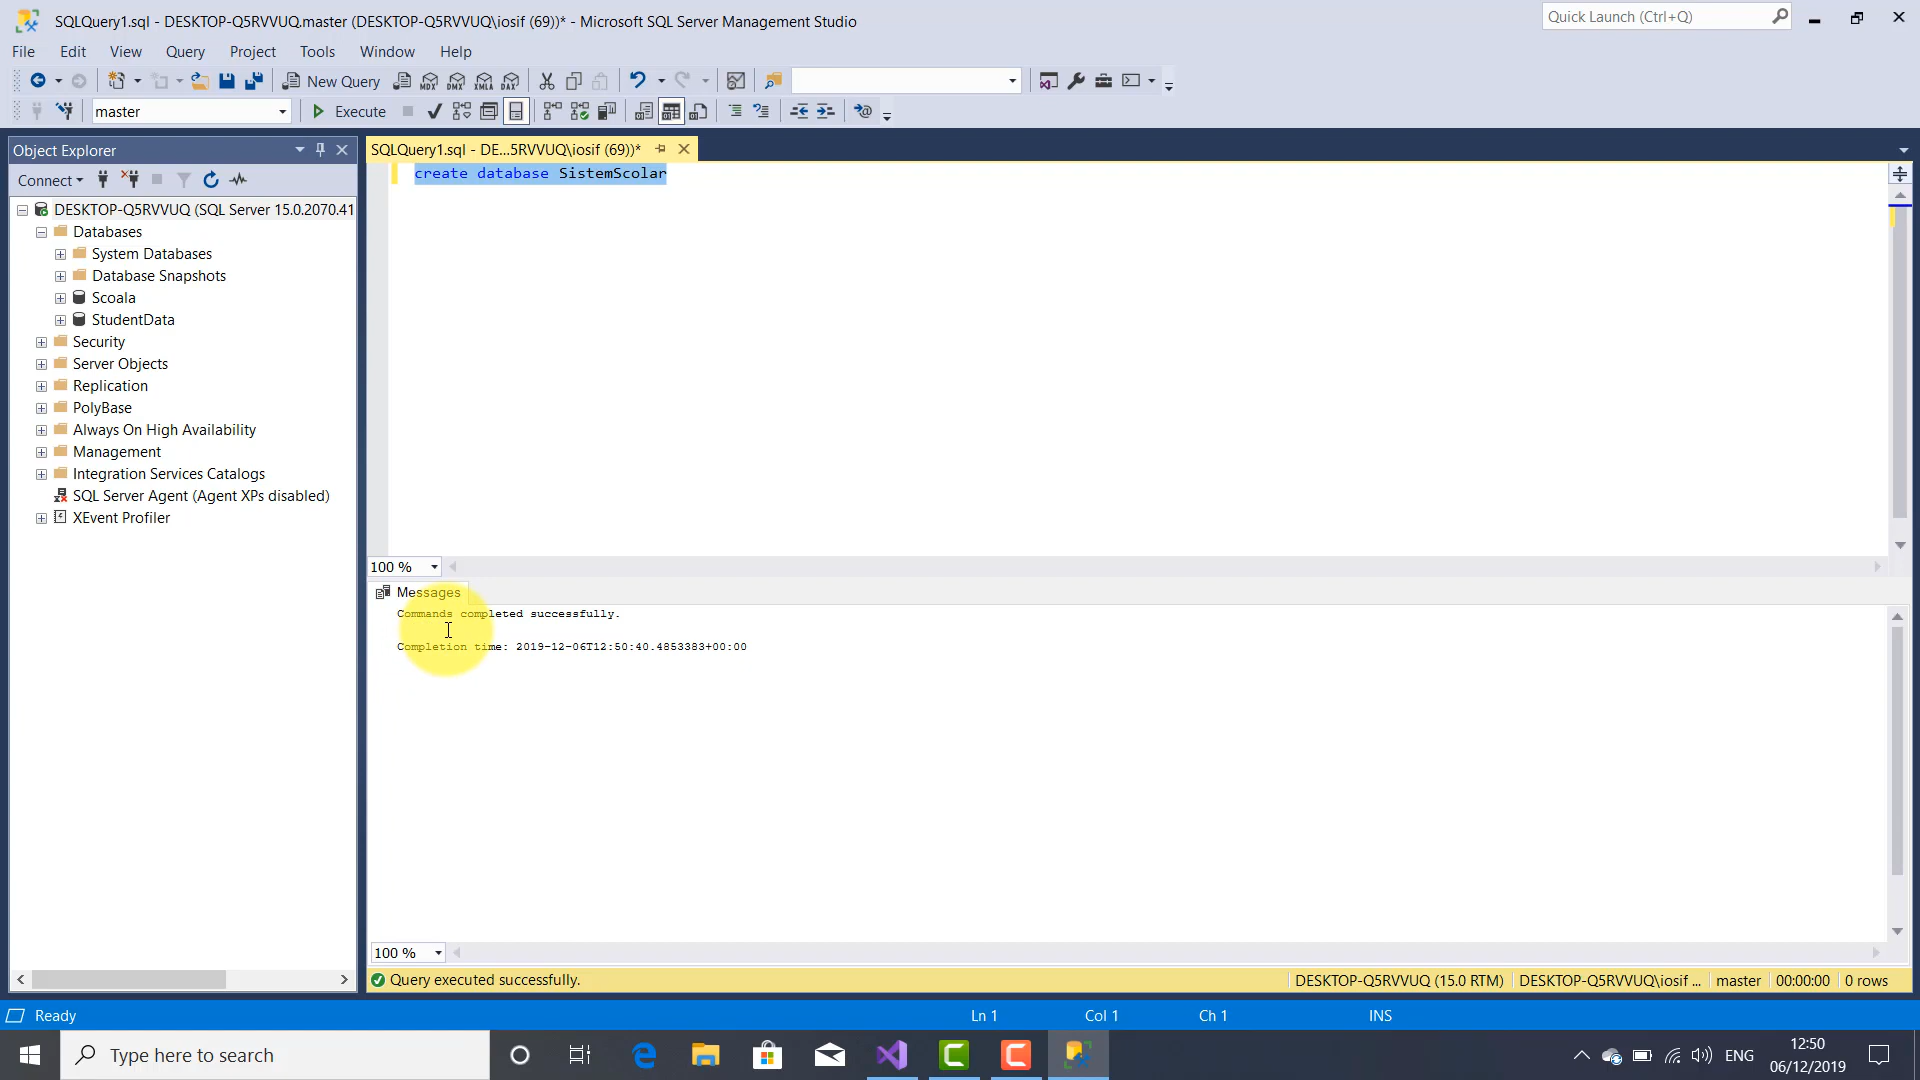 SQLQuery1.sql - DESKTOP-Q5RVVUQ.master (DESKTOP-Q5RVVUQ\iosif (69))* - Microsoft SQL Server Management Studio
Quick Launch (Ctrl+Q)
File Edit View Query Project Tools Window Help
New Query MDX DMX XMLA DAX
master Execute
Object Explorer
SQLQuery1.sql - DE...5RVVUQ\iosif (69))*
Connect
create database SistemScolar
DESKTOP-Q5RVVUQ (SQL Server 15.0.2070.41
Databases
System Databases
Database Snapshots
Scoala
StudentData
Security
Server Objects
Replication
PolyBase
Always On High Availability
Management
Integration Services Catalogs
SQL Server Agent (Agent XPs disabled)
XEvent Profiler
100 %
Messages
Commands completed successfully.
Completion time: 2019-12-06T12:50:40.4853383+00:00
100 %
Query executed successfully.
DESKTOP-Q5RVVUQ (15.0 RTM) DESKTOP-Q5RVVUQ\iosif ... master 00:00:00 0 rows
Ready Ln 1 Col 1 Ch 1 INS
Type here to search
ENG
12:50
06/12/2019